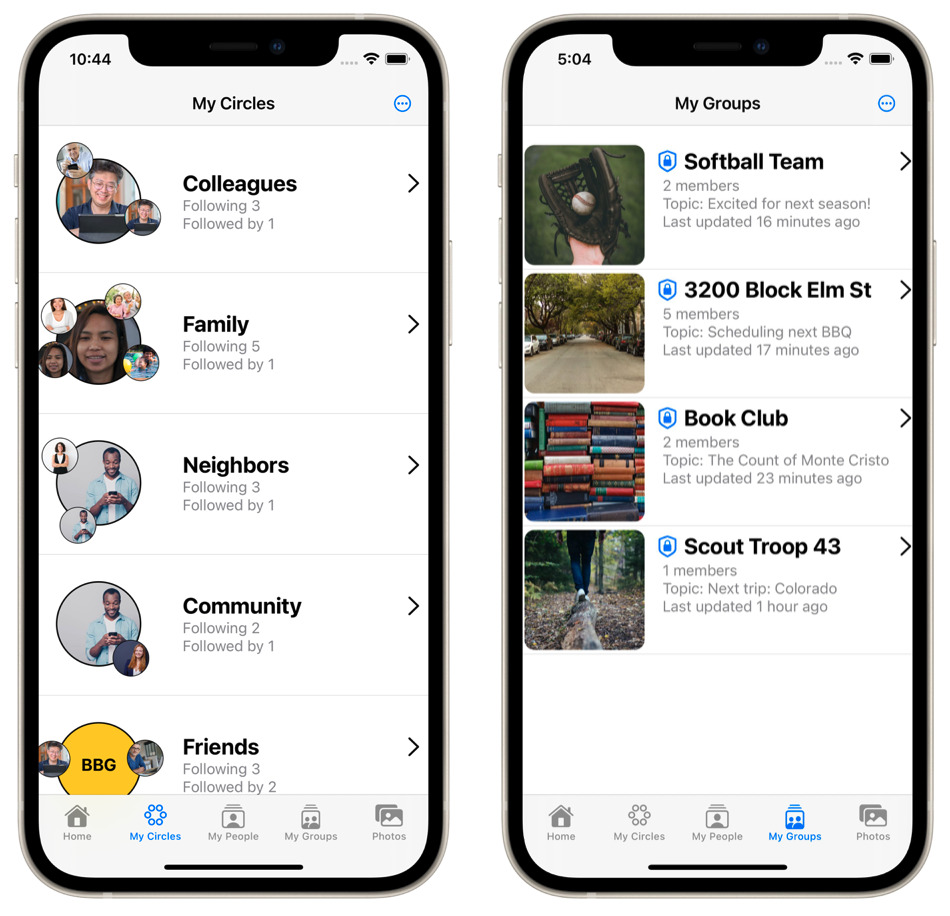 10:44
My Circles
Colleagues
Following 3
Followed by 1
Family
Following 5
Followed by 1
Neighbors
Following 3
Followed by 1
Community
Following 2
Followed by 1
BBG
Friends
Following 3
Followed by 2
Home
My Circles
My People
My Groups
Photos
5:04
My Groups
Softball Team
2 members
Topic: Excited for next season!
Last updated 16 minutes ago
3200 Block Elm St
5 members
Topic: Scheduling next BBQ
Last updated 17 minutes ago
Book Club
2 members
Topic: The Count of Monte Cristo
Last updated 23 minutes ago
Scout Troop 43
1 members
Topic: Next trip: Colorado
Last updated 1 hour ago
Home
My Circles
My People
My Groups
Photos